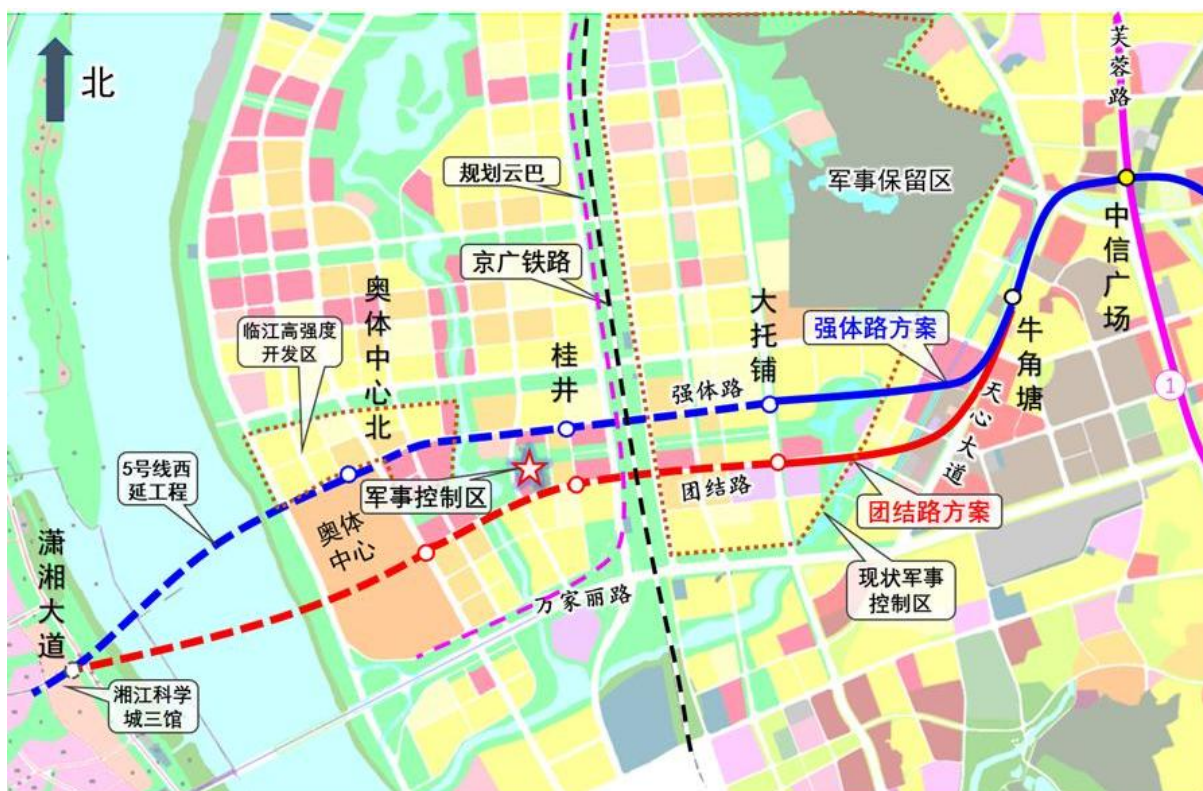 北
芙蓉路
规划云巴
军事保留区
京广铁路
中信广场
奥体中心北
临江高强度
开发区
桂井
大托铺
强体路方案
牛角塘
1
强体路
天心大道
5号线西
延工程
军事控制区
团结路
团结路方案
奥体
中心
潇湘大道
万家丽路
现状军事
控制区
湘江科学
城三馆